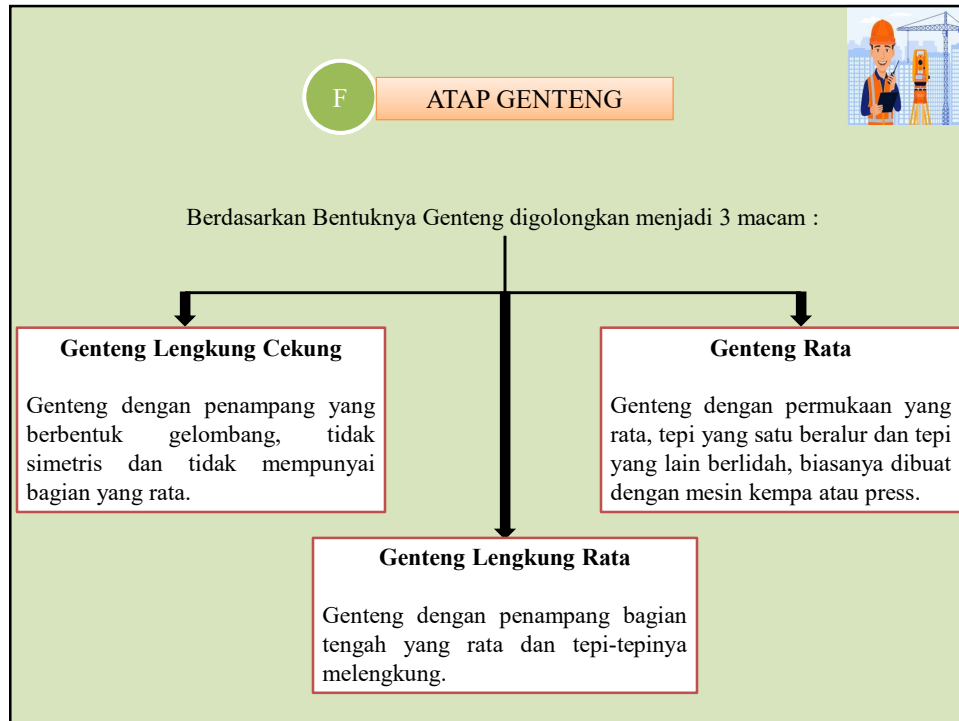 F
ATAP GENTENG
Berdasarkan Bentuknya Genteng digolongkan menjadi 3 macam :
Genteng Lengkung Cekung
Genteng dengan penampang yang
berbentuk gelombang, tidak
simetris dan tidak mempunyai
bagian yang rata.
Genteng Rata
Genteng dengan permukaan yang
rata, tepi yang satu beralur dan tepi
yang lain berlidah, biasanya dibuat
dengan mesin kempa atau press.
Genteng Lengkung Rata
Genteng dengan penampang bagian
tengah yang rata dan tepi-tepinya
melengkung.